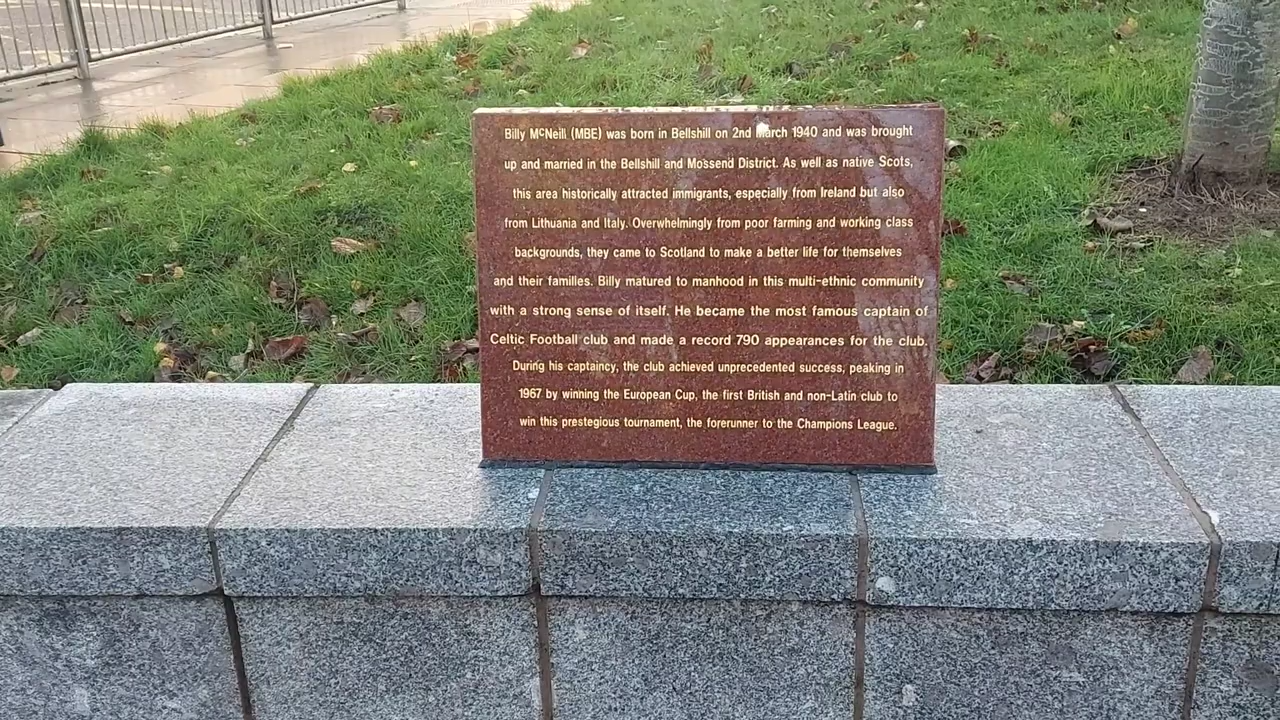 Billy McNeill (MBE) was born in Bellshill on 2nd March 1940 and was brought
up and married in the Bellshill and Mossend District. As well as native Scots,
this area historically attracted immigrants, especially from Ireland but also
from Lithuania and Italy. Overwhelmingly from poor farming and working class
backgrounds, they came to Scotland to make a better life for themselves
and their families. Billy matured to manhood in this multi-ethnic community
with a strong sense of itself. He became the most famous captain of
Celtic Football club and made a record 790 appearances for the club.
During his captaincy, the club achieved unprecedented success, peaking in
1967 by winning the European Cup, the first British and non-Latin club to
win this prestegious tournament, the forerunner to the Champions League.